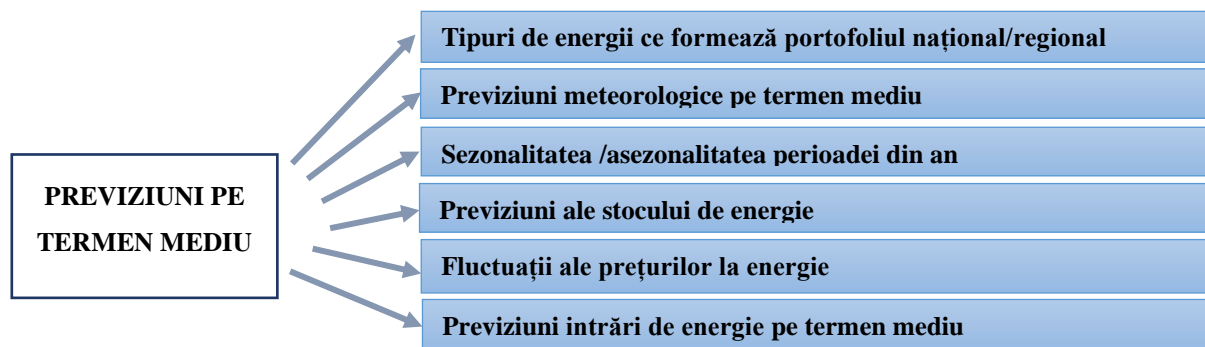 Tipuri de energii ce formează portofoliul național/regional
Previziuni meteorologice pe termen mediu
Sezonalitatea /asezonalitatea perioadei din an
PREVIZIUNI PE
TERMEN MEDIU
Previziuni ale stocului de energie
Fluctuații ale prețurilor la energie
Previziuni intrări de energie pe termen mediu